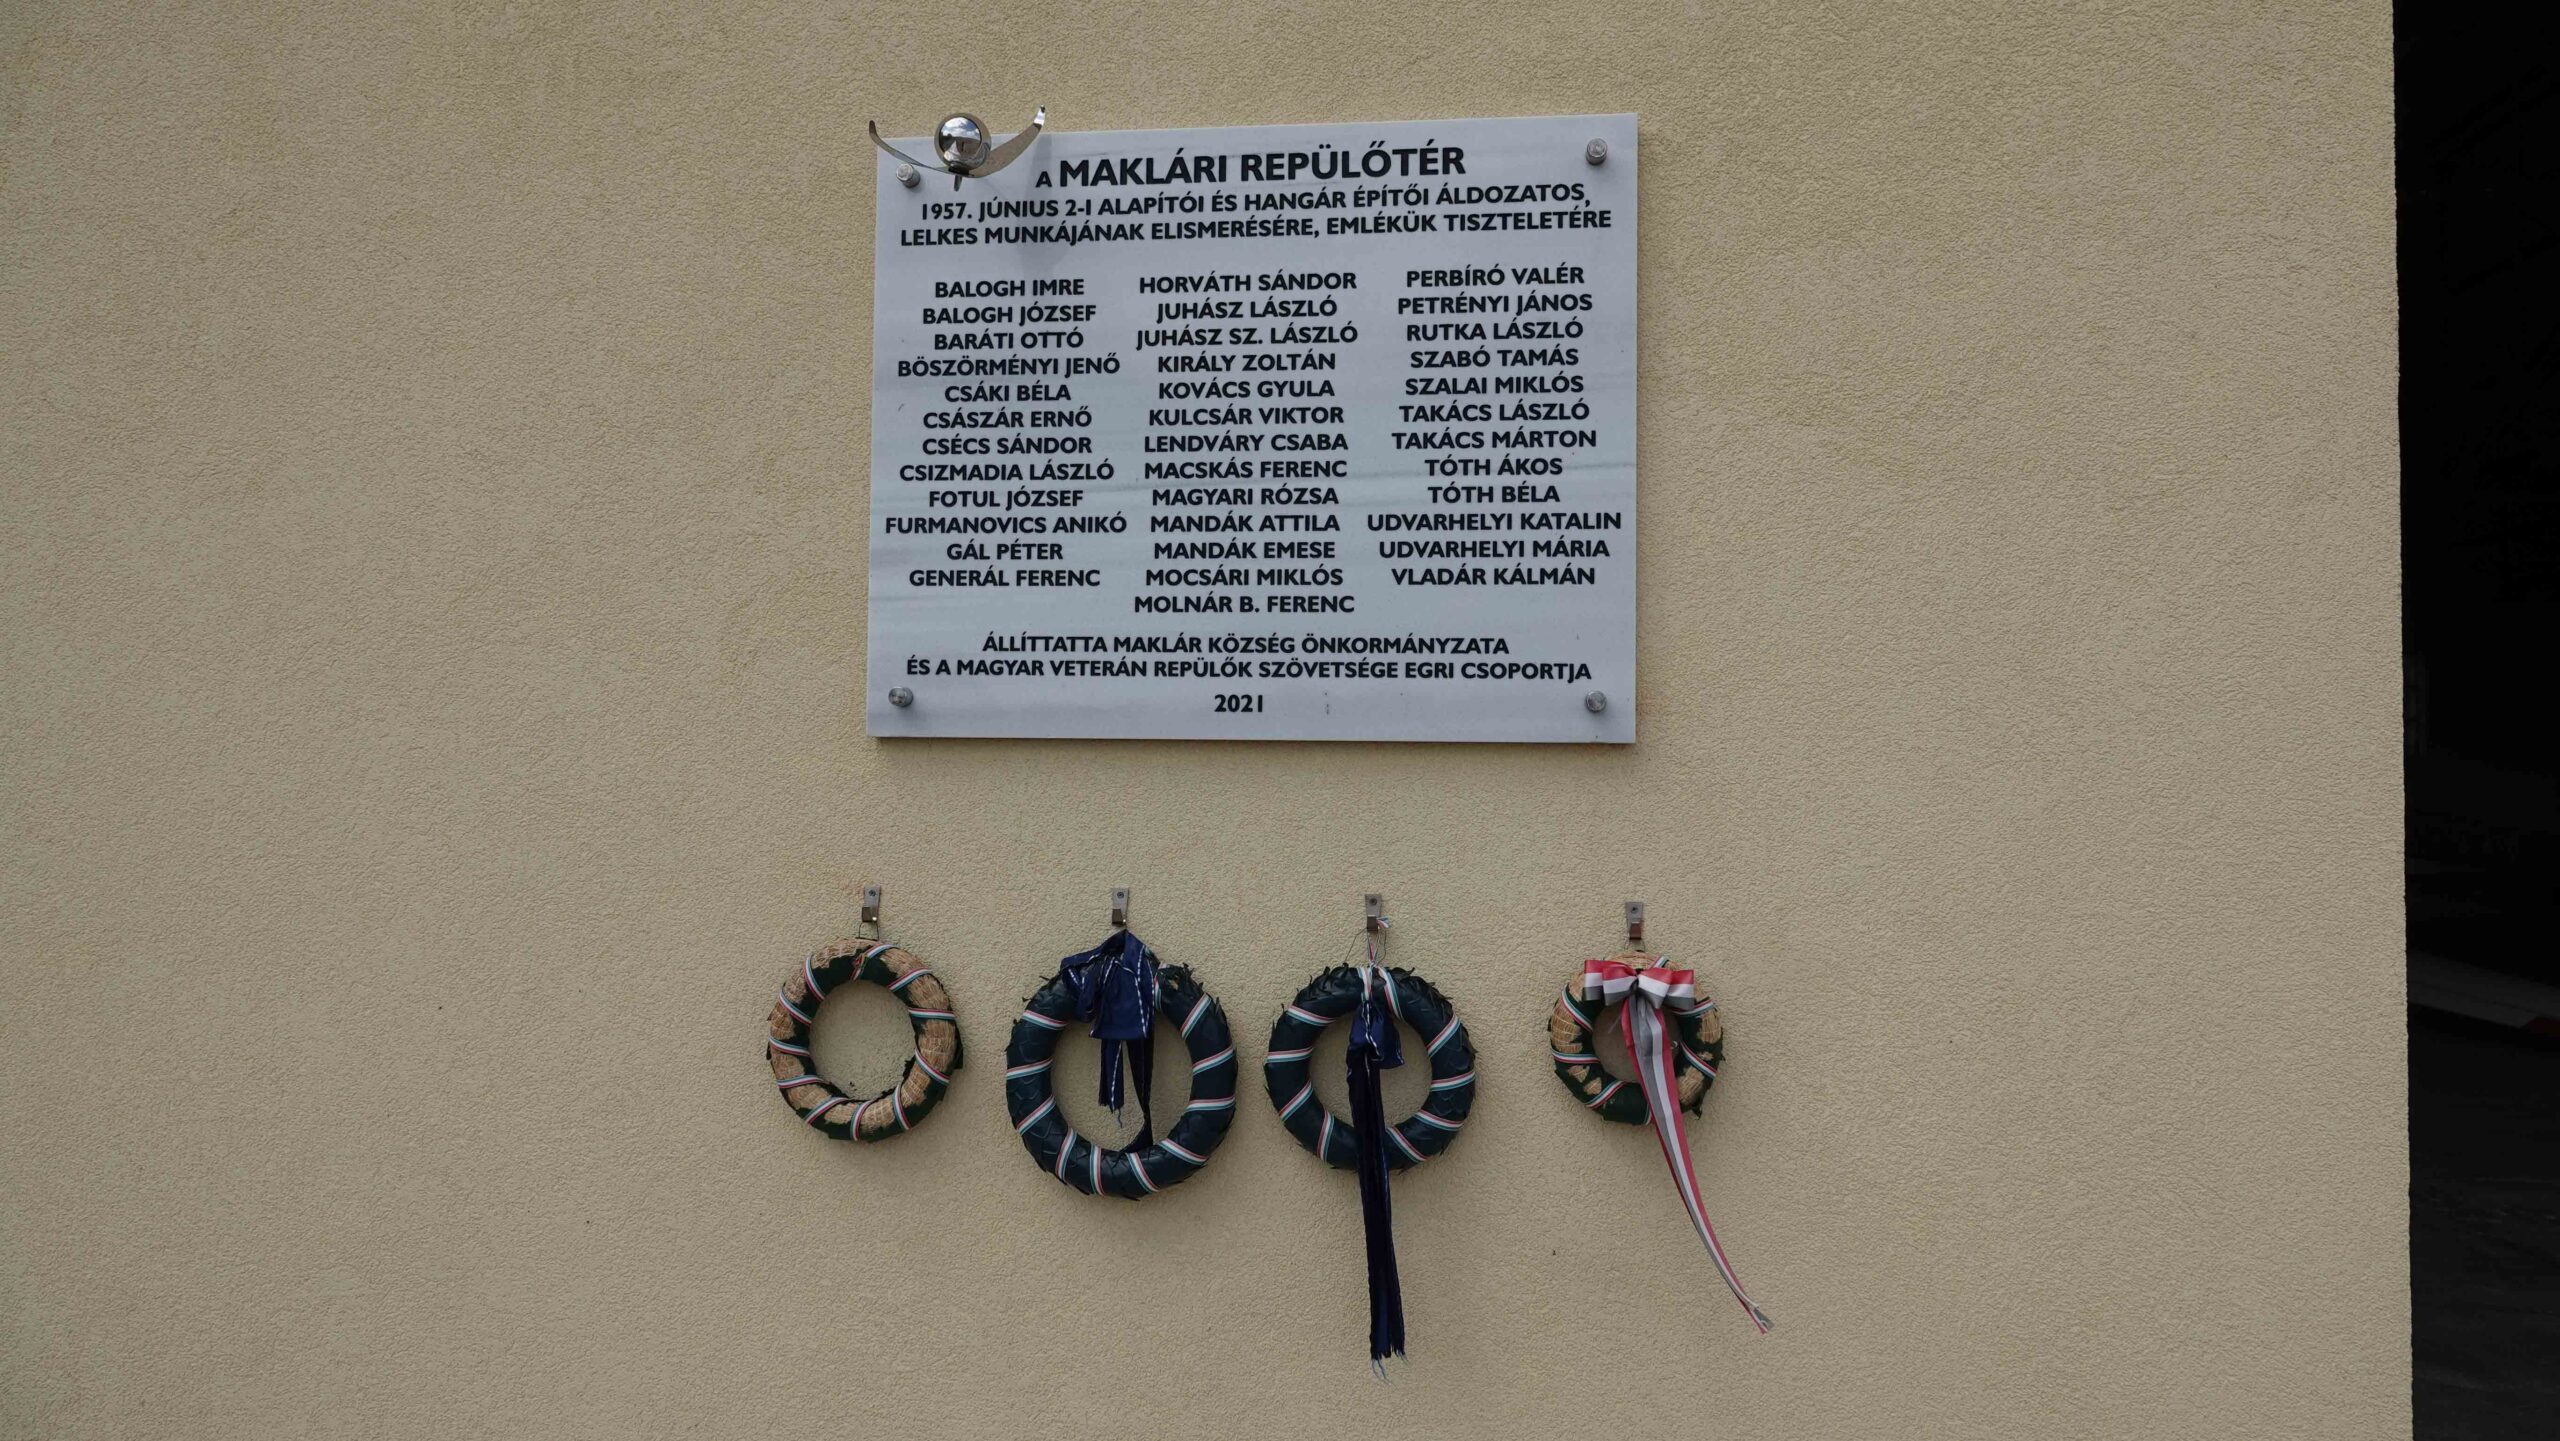 A MAKLÁRI REPÜLŐTÉR
1957. JÚNIUS 2-I ALAPÍTÓI ÉS HANGÁR ÉPÍTŐI ÁLDOZATOS,
LELKES MUNKÁJÁNAK ELISMERÉSÉRE, EMLÉKÜK TISZTELETÉRE
BALOGH IMRE
BALOGH JÓZSEF
BARÁTI OTTÓ
BÖSZÖRMÉNYI JENŐ
CSÁKI BÉLA
CSÁSZÁR ERNŐ
CSÉCS SÁNDOR
CSIZMADIA LÁSZLÓ
FOTUL JÓZSEF
FURMANOVICS ANIKÓ
GÁL PÉTER
GENERÁL FERENC
HORVÁTH SÁNDOR
JUHÁSZ LÁSZLÓ
JUHÁSZ SZ. LÁSZLÓ
KIRÁLY ZOLTÁN
KOVÁCS GYULA
KULCSÁR VIKTOR
LENDVÁRY CSABA
MACSKÁS FERENC
MAGYARI RÓZSA
MANDÁK ATTILA
MANDÁK EMESE
MOCSÁRI MIKLÓS
MOLNÁR B. FERENC
PERBÍRÓ VALÉR
PETRÉNYI JÁNOS
RUTKA LÁSZLÓ
SZABÓ TAMÁS
SZALAI MIKLÓS
TAKÁCS LÁSZLÓ
TAKÁCS MÁRTON
TÓTH ÁKOS
TÓTH BÉLA
UDVARHELYI KATALIN
UDVARHELYI MÁRIA
VLADÁR KÁLMÁN
ÁLLÍTTATTA MAKLÁR KÖZSÉG ÖNKORMÁNYZATA
ÉS A MAGYAR VETERÁN REPÜLŐK SZÖVETSÉGE EGRI CSOPORTJA
2021